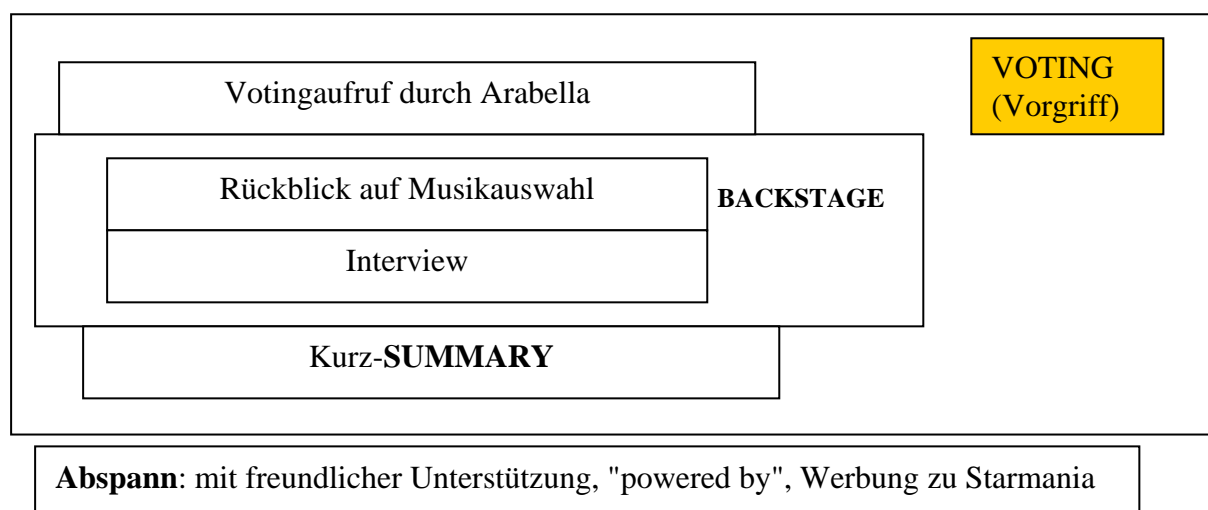 VOTING
(Vorgriff)
Votingaufruf durch Arabella
Rückblick auf Musikauswahl
BACKSTAGE
Interview
Kurz-SUMMARY
Abspann: mit freundlicher Unterstützung, "powered by", Werbung zu Starmania